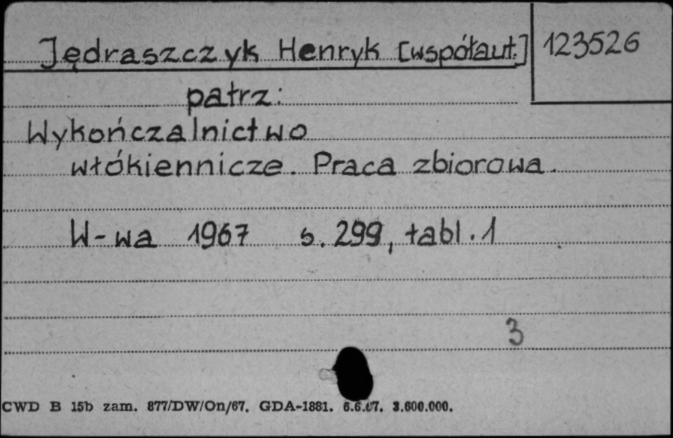 Jędraszczyk Henryk [współaut.] 123526
patrz:
Wykończalnictwo
włókiennicze. Praca zbiorowa.
W-wa 1967 s. 299, tabl. 1
3
CWD B 15b zam. 877/DW/On/67. GDA-1881. 6.6.67. 3.600.000.